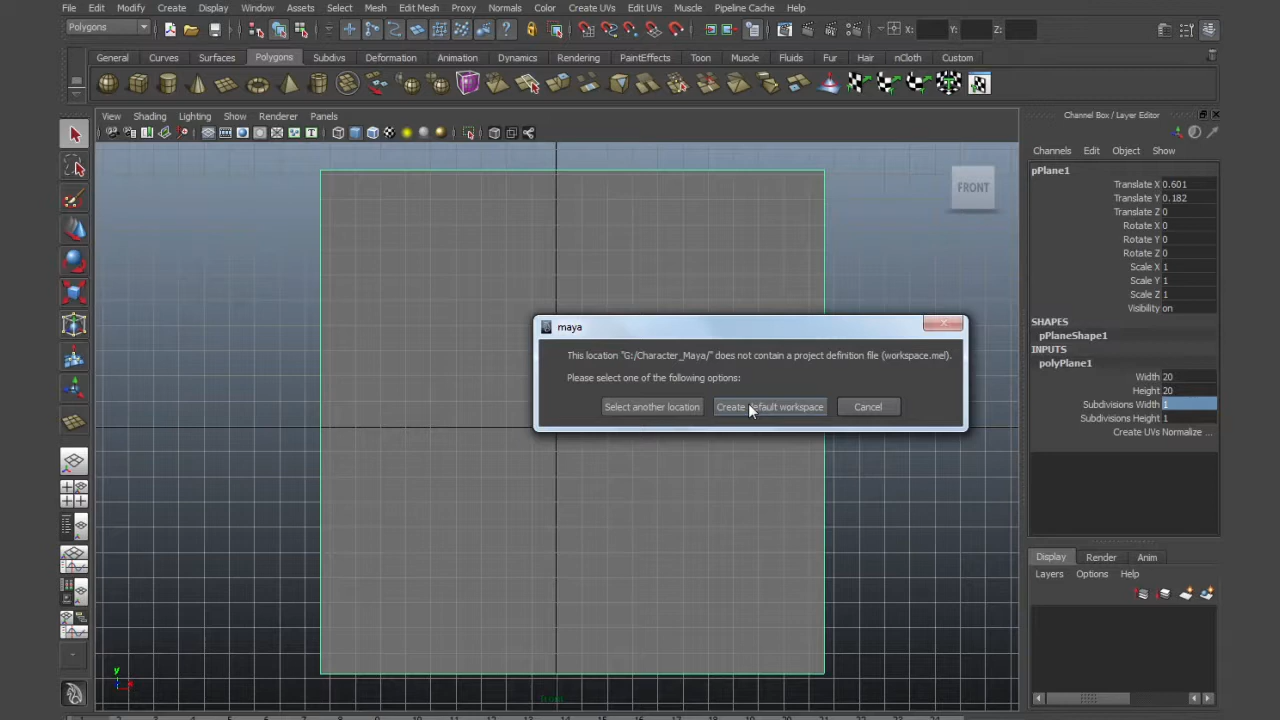 File Edit Modify Create Display Window Assets Select Mesh Edit Mesh Proxy Normals Color Create UVs Edit UVs Muscle Pipeline Cache Help
Polygons
X: Y: Z:
General Curves Surfaces Polygons Subdivs Deformation Animation Dynamics Rendering PaintEffects Toon Muscle Fluids Fur Hair nCloth Custom
View Shading Lighting Show Renderer Panels
Channel Box / Layer Editor
Channels Edit Object Show
pPlane1
Translate X 0.601
Translate Y 0.182
Translate Z 0
Rotate X 0
Rotate Y 0
Rotate Z 0
Scale X 1
Scale Y 1
Scale Z 1
Visibility on
SHAPES
pPlaneShape1
INPUTS
polyPlane1
Width 20
Height 20
Subdivisions Width 1
Subdivisions Height 1
Create UVs Normalize ...
FRONT
maya
This location "G:/Character_Maya/" does not contain a project definition file (workspace.mel).
Please select one of the following options:
Select another location Create default workspace Cancel
Display Render Anim
Layers Options Help
y
front